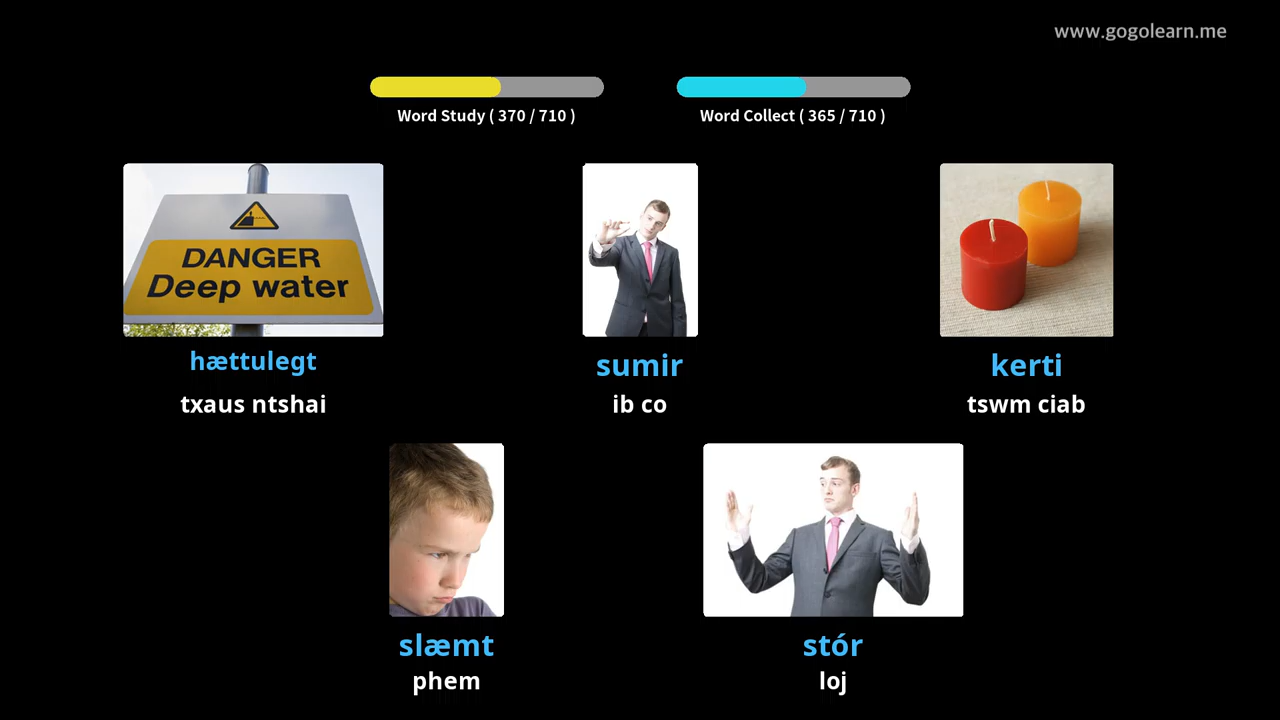 www.gogolearn.me
Word Study ( 370 / 710 )
Word Collect ( 365 / 710 )
DANGER
Deep water
hættulegt
sumir
kerti
txaus ntshai
ib co
tswm ciab
slæmt
stór
phem
loj